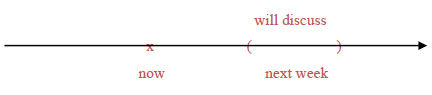 will discuss
x ( )
now next week